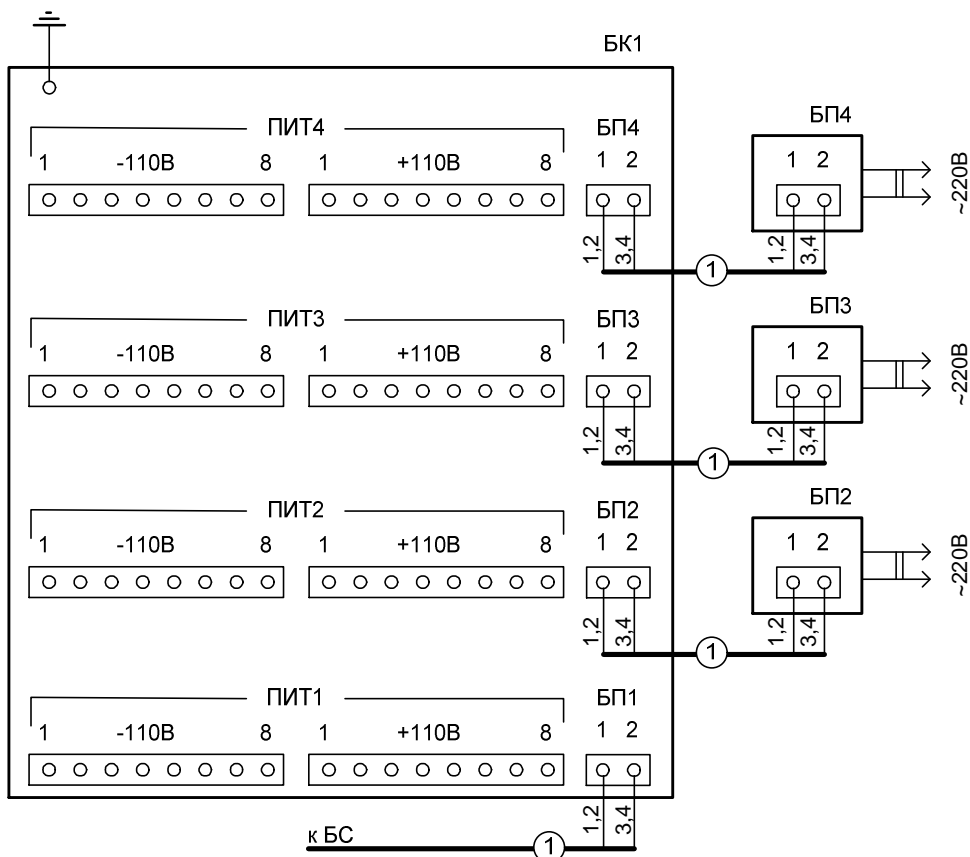 БК1
ПИТ4 БП4 БП4
1 -110В 8 1 +110В 8 1 2 1 2
~220В
1,2 3,4 1,2 3,4
1
ПИТ3 БП3 БП3
1 -110В 8 1 +110В 8 1 2 1 2
~220В
1,2 3,4 1,2 3,4
1
ПИТ2 БП2 БП2
1 -110В 8 1 +110В 8 1 2 1 2
~220В
1,2 3,4 1,2 3,4
1
ПИТ1 БП1
1 -110В 8 1 +110В 8 1 2
1,2 3,4
к БС 1